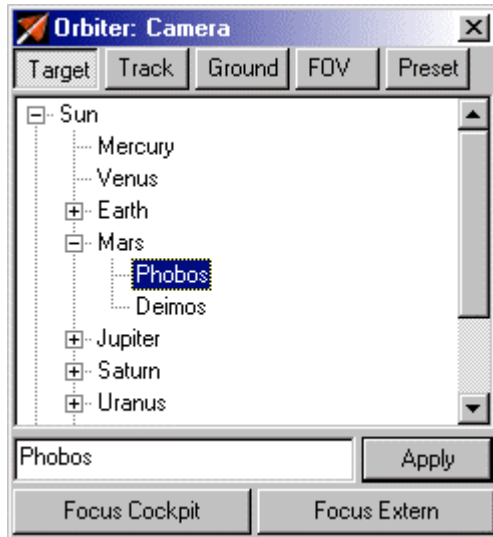 Orbiter: Camera
Target Track Ground FOV Preset
Sun
Mercury
Venus
Earth
Mars
Phobos
Deimos
Jupiter
Saturn
Uranus
Phobos Apply
Focus Cockpit Focus Extern